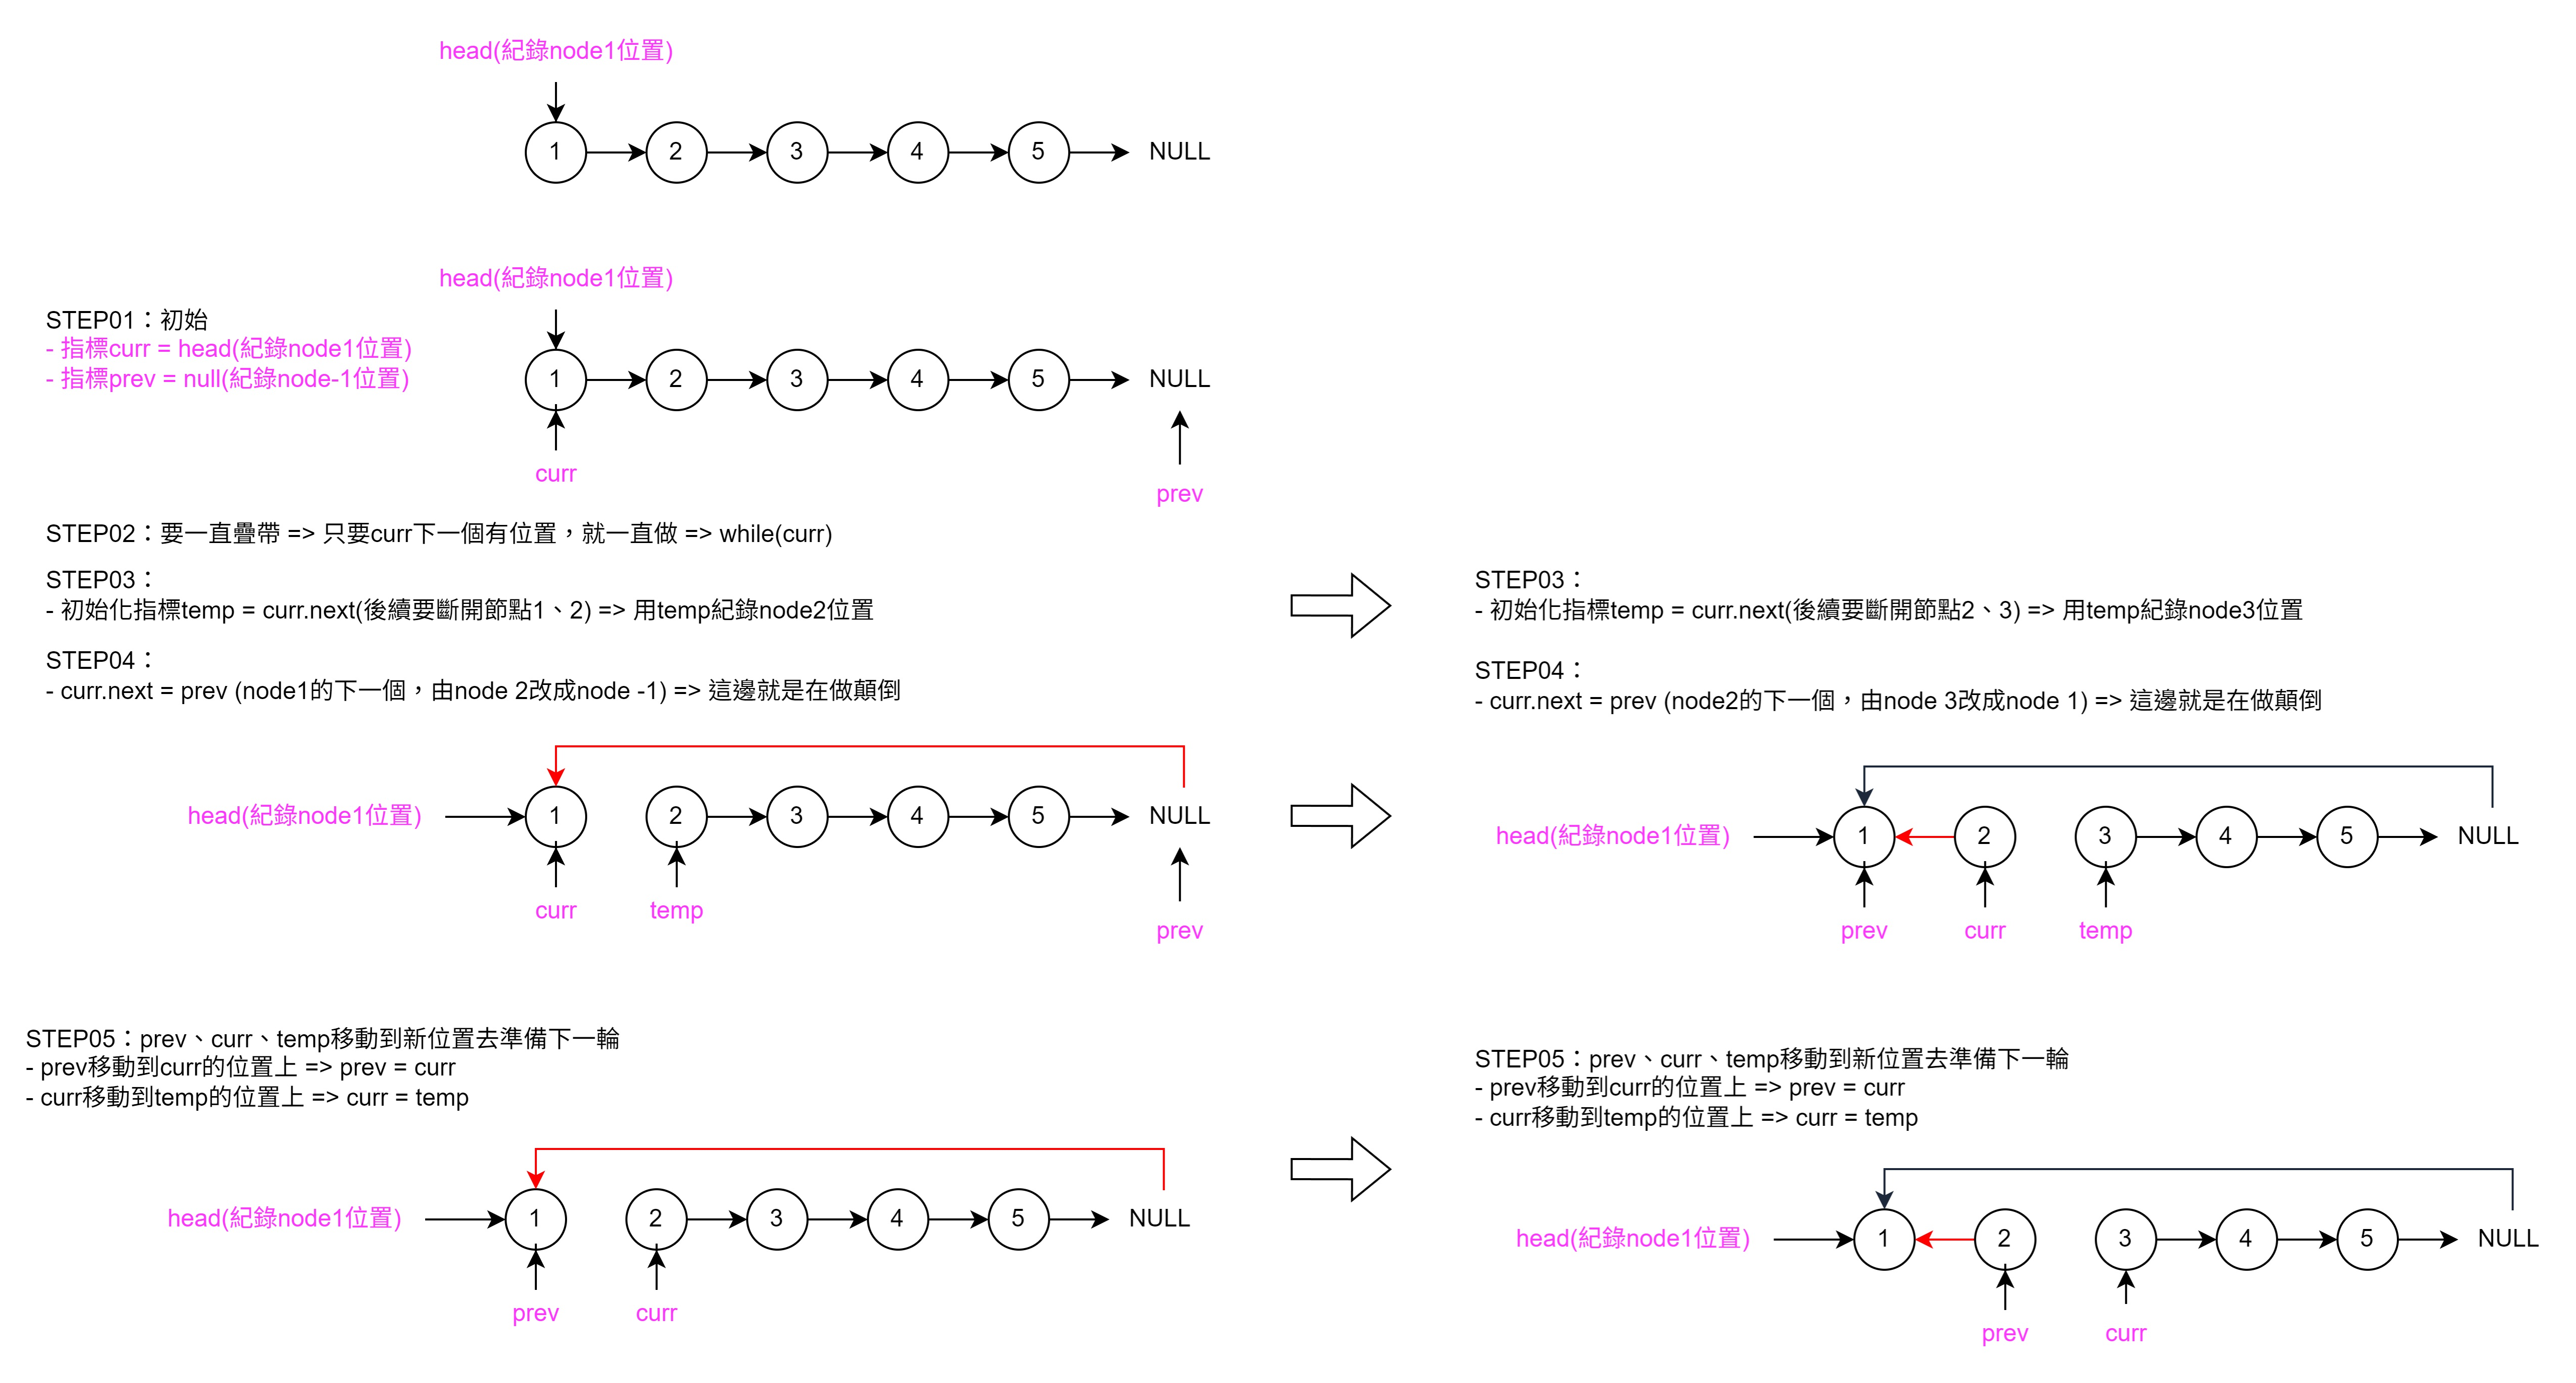 head(紀錄node1位置)
1
2
3
4
5
NULL
head(紀錄node1位置)
STEP01：初始
- 指標curr = head(紀錄node1位置)
- 指標prev = null(紀錄node-1位置)
1
2
3
4
5
NULL
curr
prev
STEP02：要一直疊帶 => 只要curr下一個有位置，就一直做 => while(curr)
STEP03：
- 初始化指標temp = curr.next(後續要斷開節點1、2) => 用temp紀錄node2位置
STEP04：
- curr.next = prev (node1的下一個，由node 2改成node -1) => 這邊就是在做顛倒
head(紀錄node1位置)
1
2
3
4
5
NULL
curr
temp
prev
STEP05：prev、curr、temp移動到新位置去準備下一輪
- prev移動到curr的位置上 => prev = curr
- curr移動到temp的位置上 => curr = temp
head(紀錄node1位置)
1
2
3
4
5
NULL
prev
curr
STEP03：
- 初始化指標temp = curr.next(後續要斷開節點2、3) => 用temp紀錄node3位置
STEP04：
- curr.next = prev (node2的下一個，由node 3改成node 1) => 這邊就是在做顛倒
head(紀錄node1位置)
1
2
3
4
5
NULL
prev
curr
temp
STEP05：prev、curr、temp移動到新位置去準備下一輪
- prev移動到curr的位置上 => prev = curr
- curr移動到temp的位置上 => curr = temp
head(紀錄node1位置)
1
2
3
4
5
NULL
prev
curr